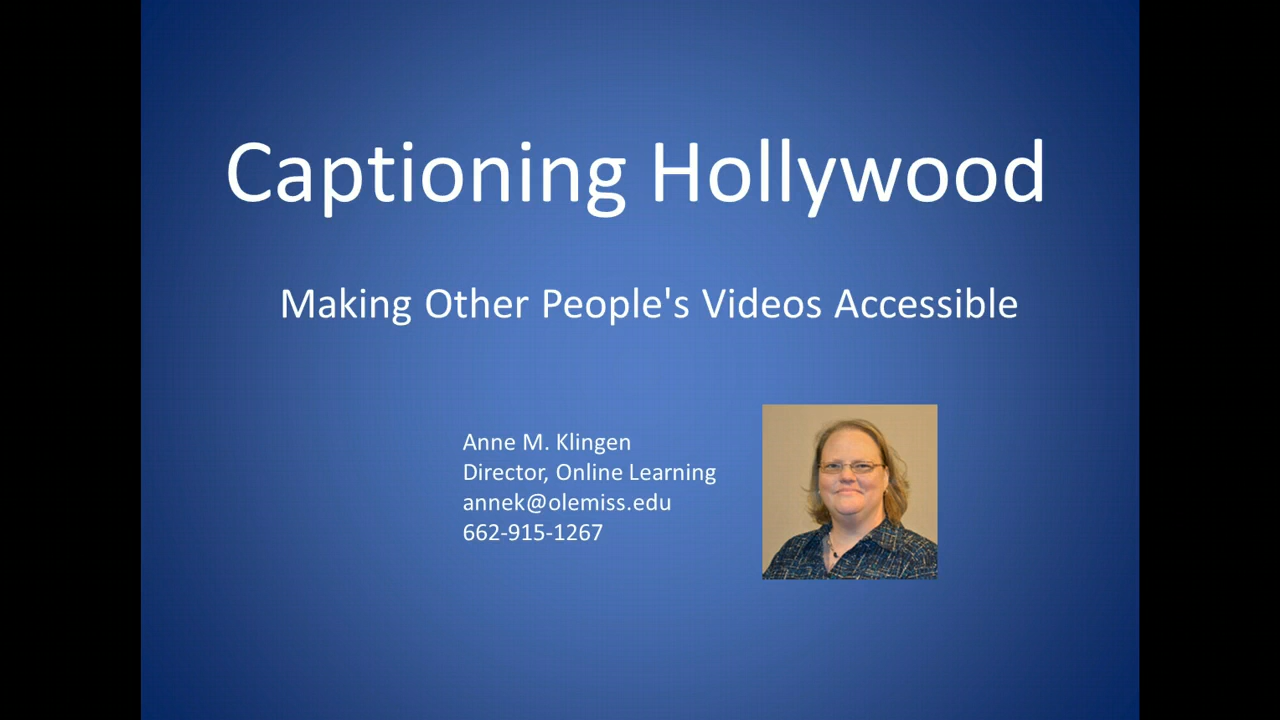 Captioning Hollywood
Making Other People's Videos Accessible
Anne M. Klingen
Director, Online Learning
annek@olemiss.edu
662-915-1267